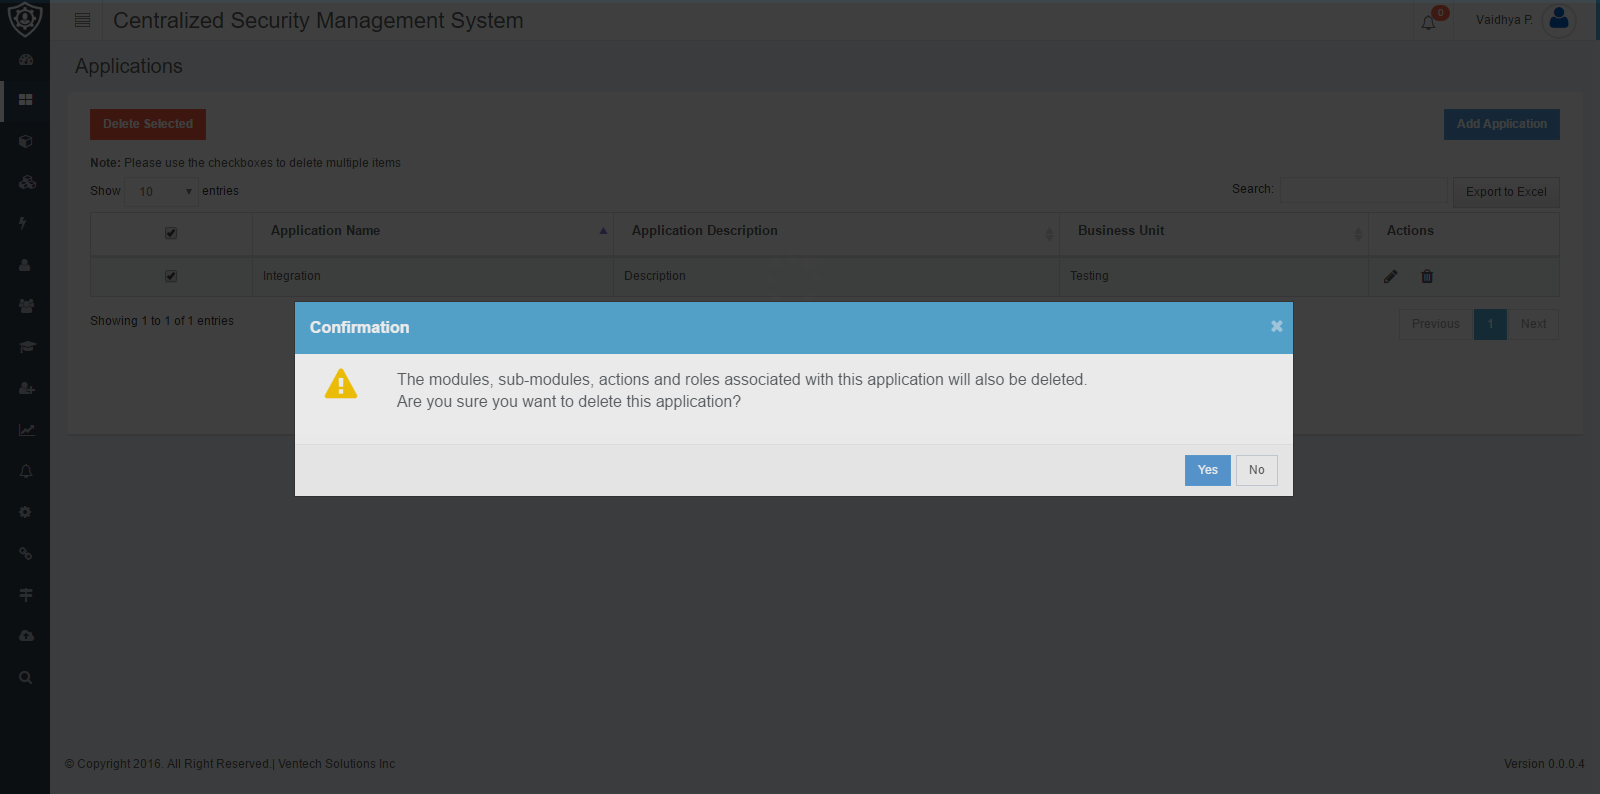 Centralized Security Management System
0
Vaidhya P.
Applications
Delete Selected
Add Application
Note: Please use the checkboxes to delete multiple items
Show 10 entries
Search:
Export to Excel
Application Name
Application Description
Business Unit
Actions
Integration
Description
Testing
Showing 1 to 1 of 1 entries
Previous
1
Next
Confirmation
The modules, sub-modules, actions and roles associated with this application will also be deleted.
Are you sure you want to delete this application?
Yes
No
© Copyright 2016. All Right Reserved.| Ventech Solutions Inc
Version 0.0.0.4